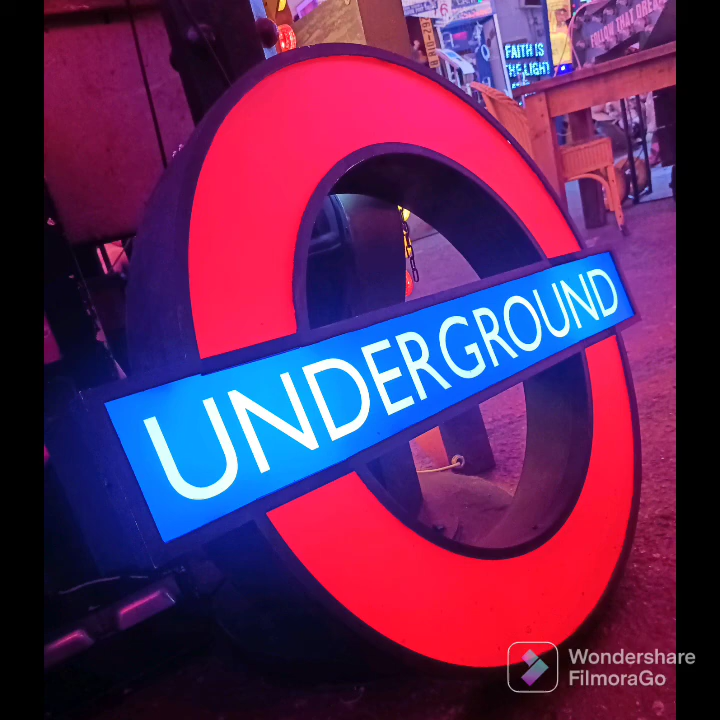 FAITH IS
THE LIGHT
FOLLOW THAT DREAM
UNDERGROUND
Wondershare
FilmoraGo